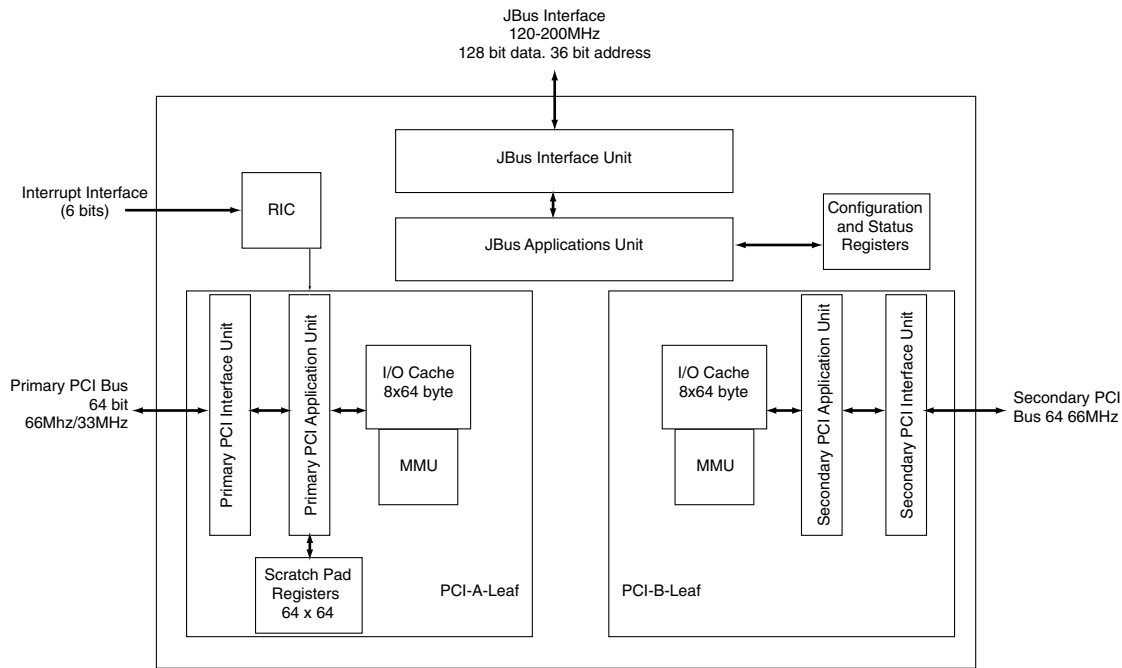 JBus Interface
120-200MHz
128 bit data. 36 bit address
JBus Interface Unit
Interrupt Interface
(6 bits)
RIC
JBus Applications Unit
Configuration
and Status
Registers
Primary PCI Bus
64 bit
66Mhz/33MHz
Primary PCI Interface Unit
Primary PCI Application Unit
I/O Cache
8x64 byte
MMU
Scratch Pad
Registers
64 x 64
PCI-A-Leaf
I/O Cache
8x64 byte
MMU
Secondary PCI Application Unit
Secondary PCI Interface Unit
PCI-B-Leaf
Secondary PCI
Bus 64 66MHz